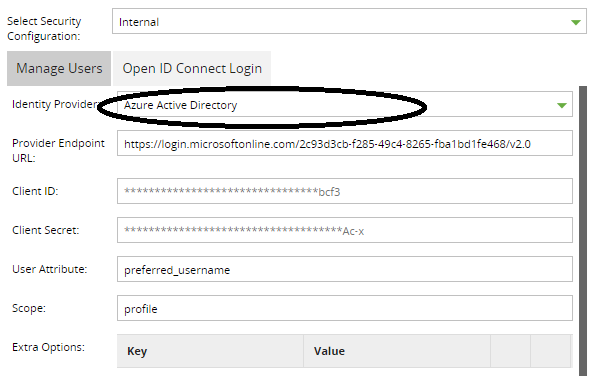 Select Security
Configuration:
Internal
Manage Users
Open ID Connect Login
Identity Provider
Azure Active Directory
Provider Endpoint
URL:
https://login.microsoftonline.com/2c93d3cb-f285-49c4-8265-fba1bd1fe468/v2.0
Client ID:
********************************bcf3
Client Secret:
************************************Ac-x
User Attribute:
preferred_username
Scope:
profile
Extra Options:
Key
Value